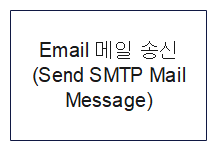 Email 메일 송신
(Send SMTP Mail
Message)